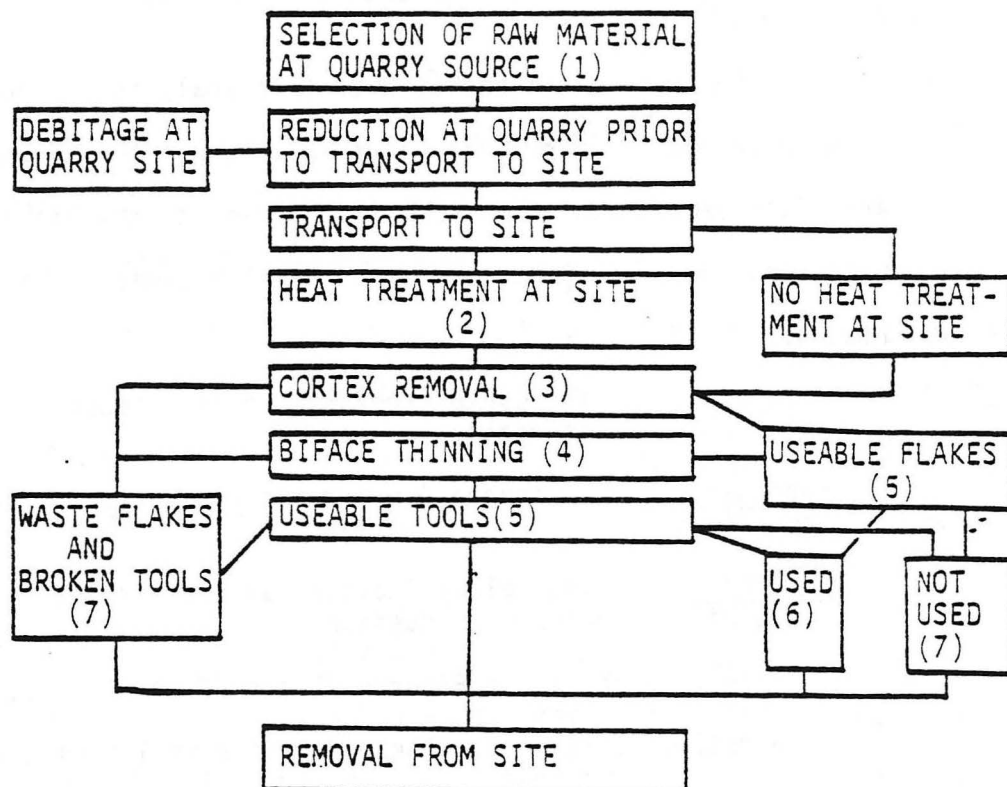 SELECTION OF RAW MATERIAL
AT QUARRY SOURCE (1)
DEBITAGE AT
QUARRY SITE
REDUCTION AT QUARRY PRIOR
TO TRANSPORT TO SITE
TRANSPORT TO SITE
HEAT TREATMENT AT SITE
(2)
NO HEAT TREAT-
MENT AT SITE
CORTEX REMOVAL (3)
BIFACE THINNING (4)
USEABLE FLAKES
(5)
WASTE FLAKES
AND
BROKEN TOOLS
(7)
USEABLE TOOLS(5)
USED
(6)
NOT
USED
(7)
REMOVAL FROM SITE